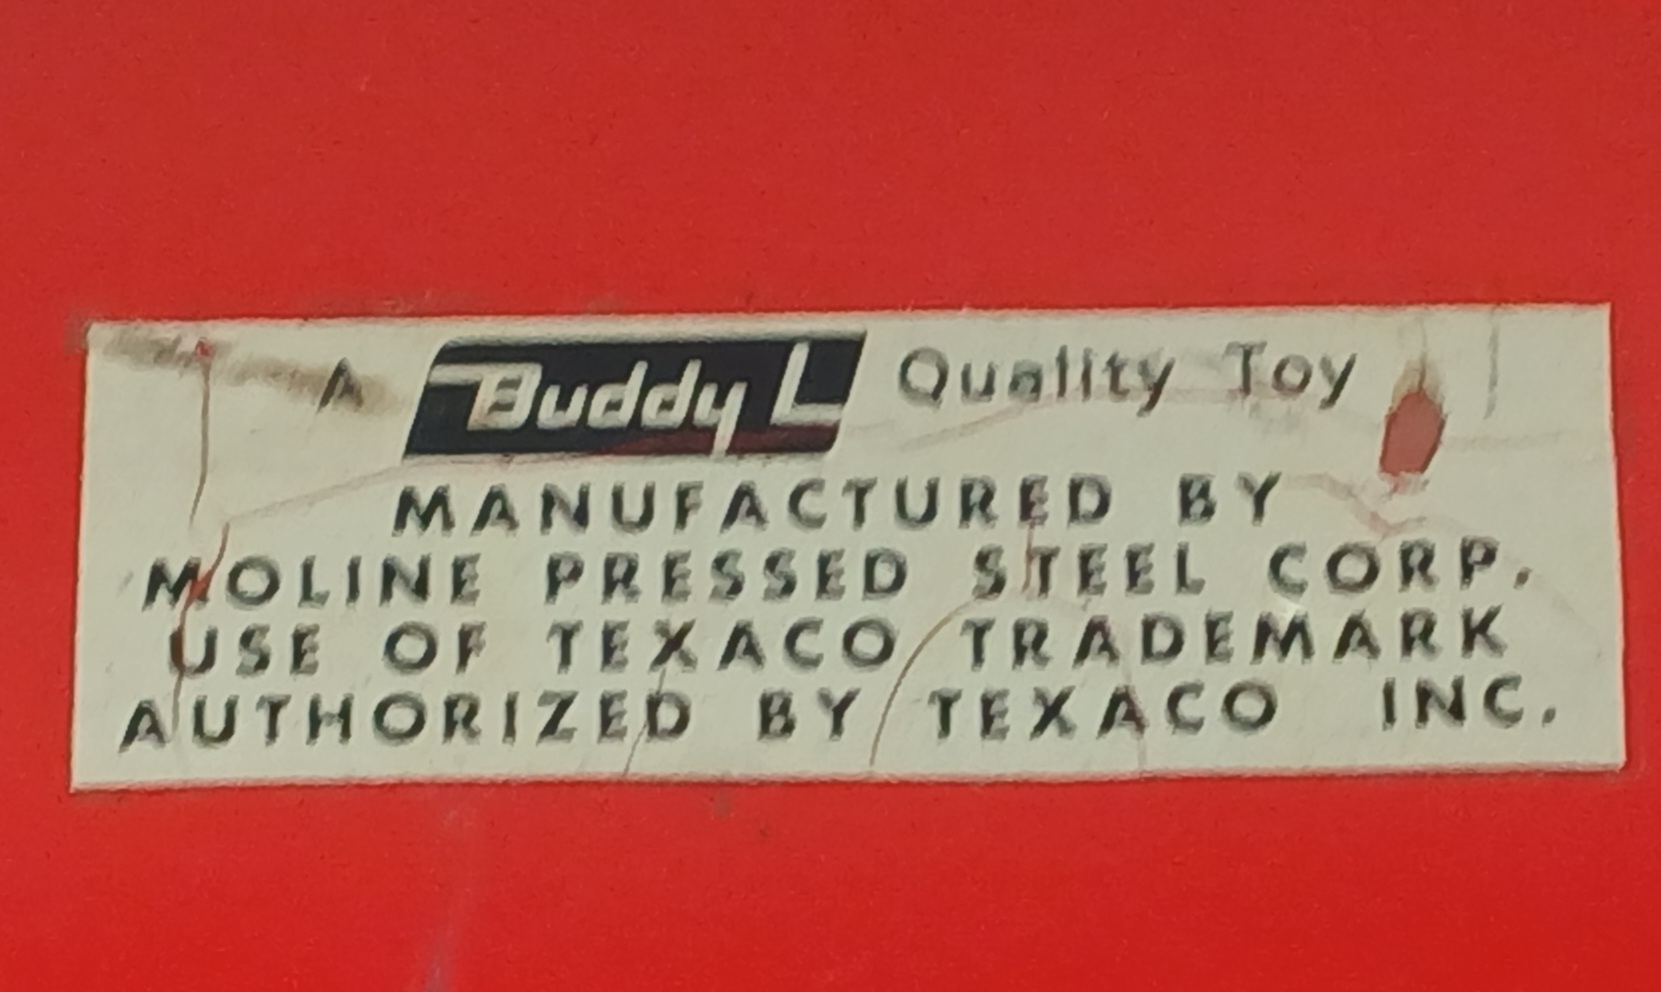 A Buddy L Quality Toy
MANUFACTURED BY
MOLINE PRESSED STEEL CORP.
USE OF TEXACO TRADEMARK
AUTHORIZED BY TEXACO INC.